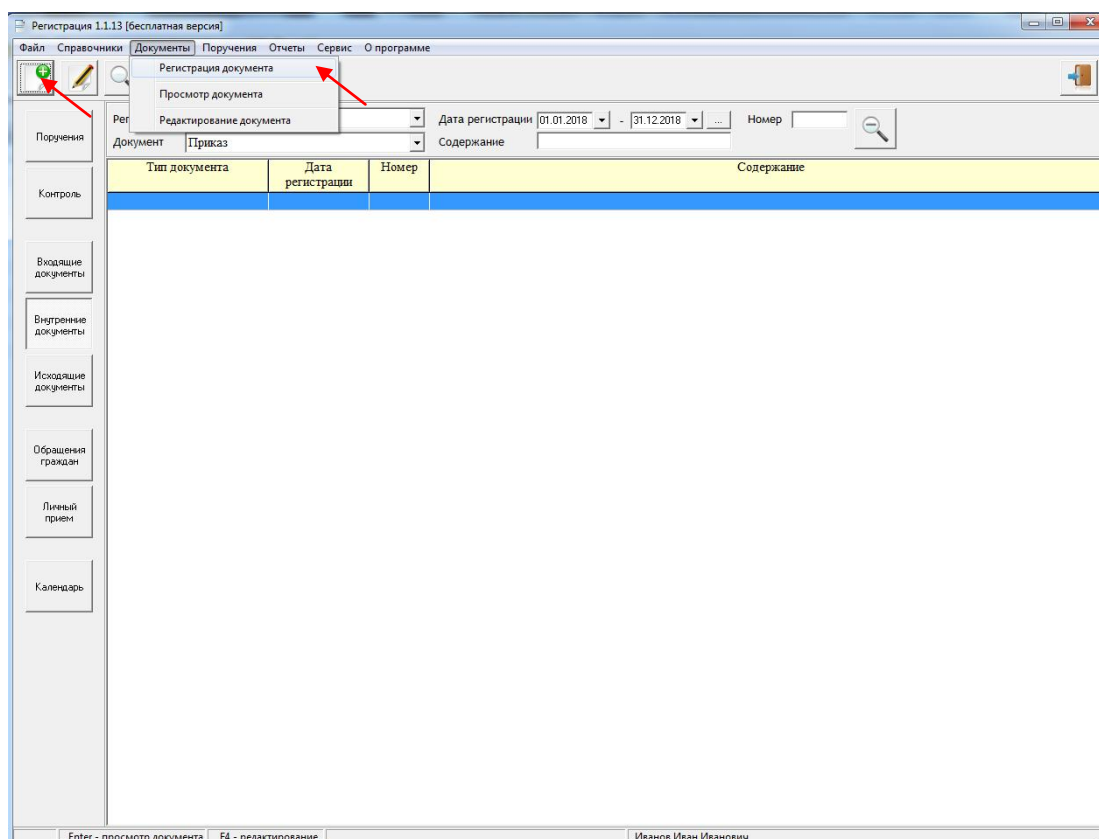 Регистрация 1.1.13 [бесплатная версия]
Файл Справочники Документы Поручения Отчеты Сервис О программе
Регистрация документа
Просмотр документа
Редактирование документа
Рег
Дата регистрации 01.01.2018 - 31.12.2018 ... Номер
Документ Приказ
Содержание
Тип документа Дата регистрации Номер Содержание
Поручения
Контроль
Входящие
документы
Внутренние
документы
Исходящие
документы
Обращения
граждан
Личный
прием
Календарь
Enter - просмотр документа F4 - редактирование Иванов Иван Иванович